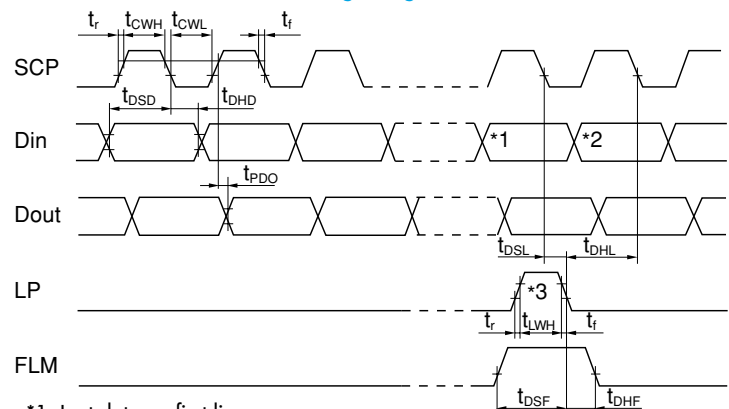 tr tCWH tCWL tf
SCP
tDSD tDHD
Din *1 *2
tPDO
Dout
tDSL tDHL
LP *3
tr tLWH tf
FLM
tDSF tDHF